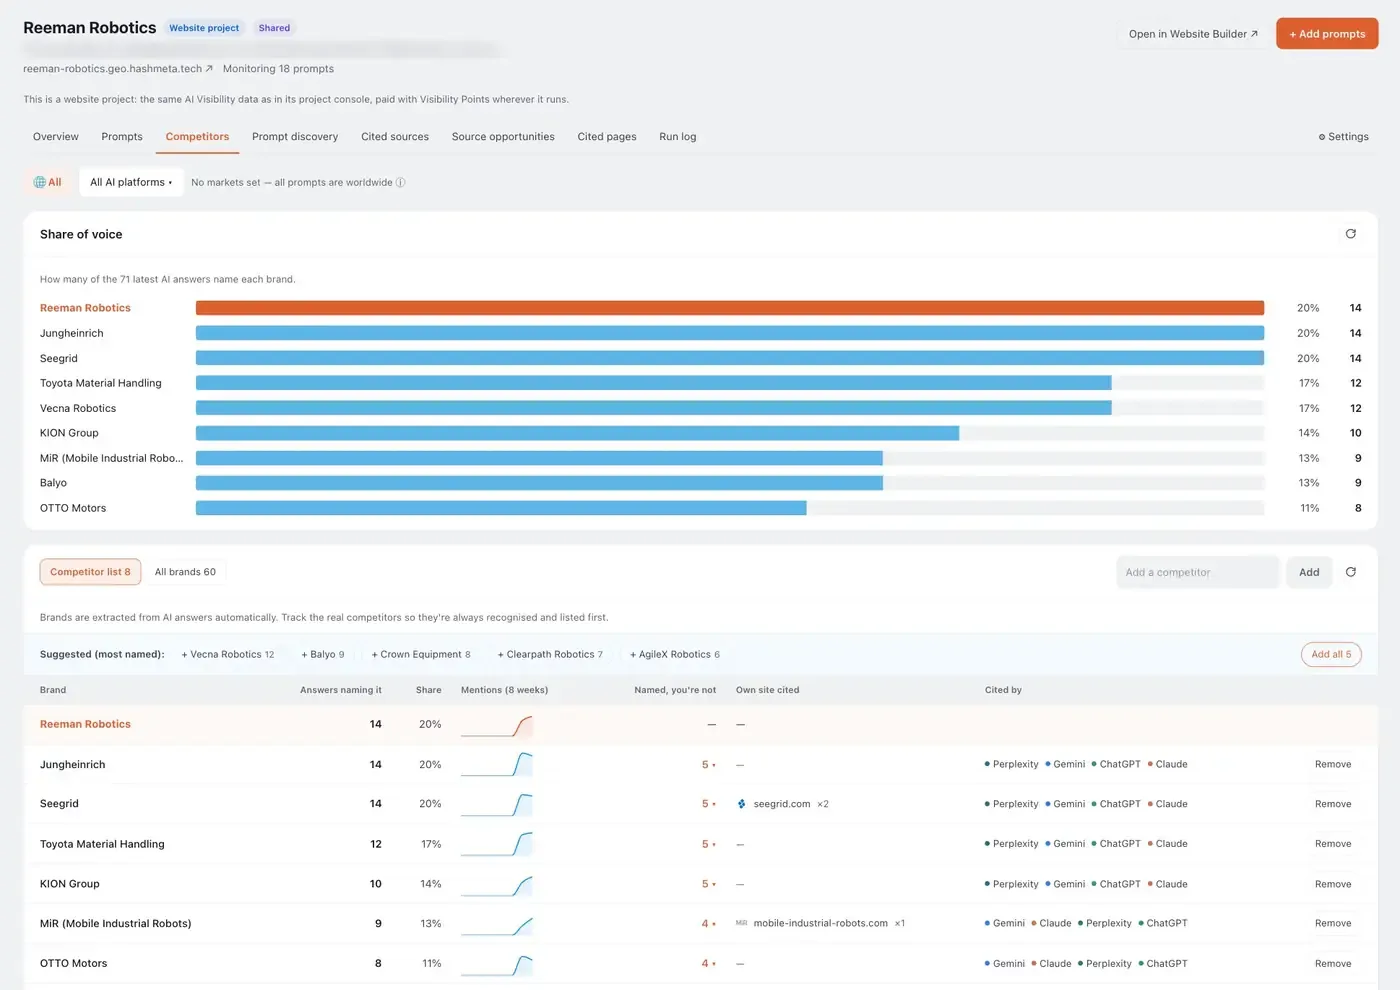 Reeman Robotics Website project Shared
Open in Website Builder ↗ + Add prompts
reeman-robotics.geo.hashmeta.tech ↗ Monitoring 18 prompts
This is a website project: the same AI Visibility data as in its project console, paid with Visibility Points wherever it runs.
Overview Prompts Competitors Prompt discovery Cited sources Source opportunities Cited pages Run log Settings
All All AI platforms No markets set — all prompts are worldwide
Share of voice
How many of the 71 latest AI answers name each brand.
Reeman Robotics 20% 14
Jungheinrich 20% 14
Seegrid 20% 14
Toyota Material Handling 17% 12
Vecna Robotics 17% 12
KION Group 14% 10
MiR (Mobile Industrial Robo... 13% 9
Balyo 13% 9
OTTO Motors 11% 8
Competitor list 8 All brands 60 Add a competitor Add
Brands are extracted from AI answers automatically. Track the real competitors so they're always recognised and listed first.
Suggested (most named): + Vecna Robotics 12 + Balyo 9 + Crown Equipment 8 + Clearpath Robotics 7 + AgileX Robotics 6 Add all 5
Brand Answers naming it Share Mentions (8 weeks) Named, you're not Own site cited Cited by
Reeman Robotics 14 20% — —
Jungheinrich 14 20% 5 — Perplexity Gemini ChatGPT Claude Remove
Seegrid 14 20% 5 seegrid.com ×2 Perplexity Gemini ChatGPT Claude Remove
Toyota Material Handling 12 17% 5 — Perplexity Gemini ChatGPT Claude Remove
KION Group 10 14% 5 — Perplexity Gemini ChatGPT Claude Remove
MiR (Mobile Industrial Robots) 9 13% 4 MiR mobile-industrial-robots.com ×1 Gemini Claude Perplexity ChatGPT Remove
OTTO Motors 8 11% 4 — Gemini Claude Perplexity ChatGPT Remove